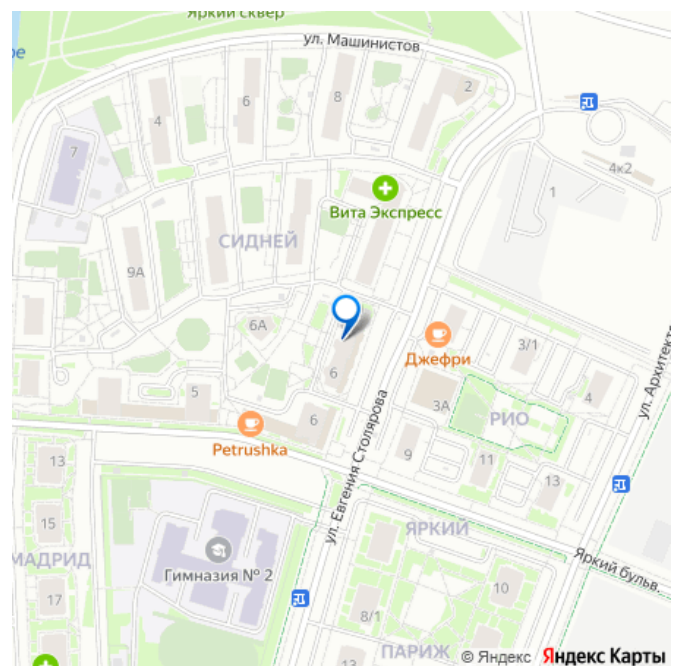 Яркий сквер
ул. Машинистов
2
8
6
4
7
4к2
1
Вита Экспресс
СИДНЕЙ
9А
6А
Джефри
3/1
ул. Архитекто
6
5
6
3А
4
РИО
Petrushka
ул. Евгения Столярова
9
11
13
13
15
МАДРИД
17
Гимназия № 2
ЯРКИЙ
Яркий бульв.
10
8/1
ПАРИЖ
13
© Яндекс Яндекс Карты